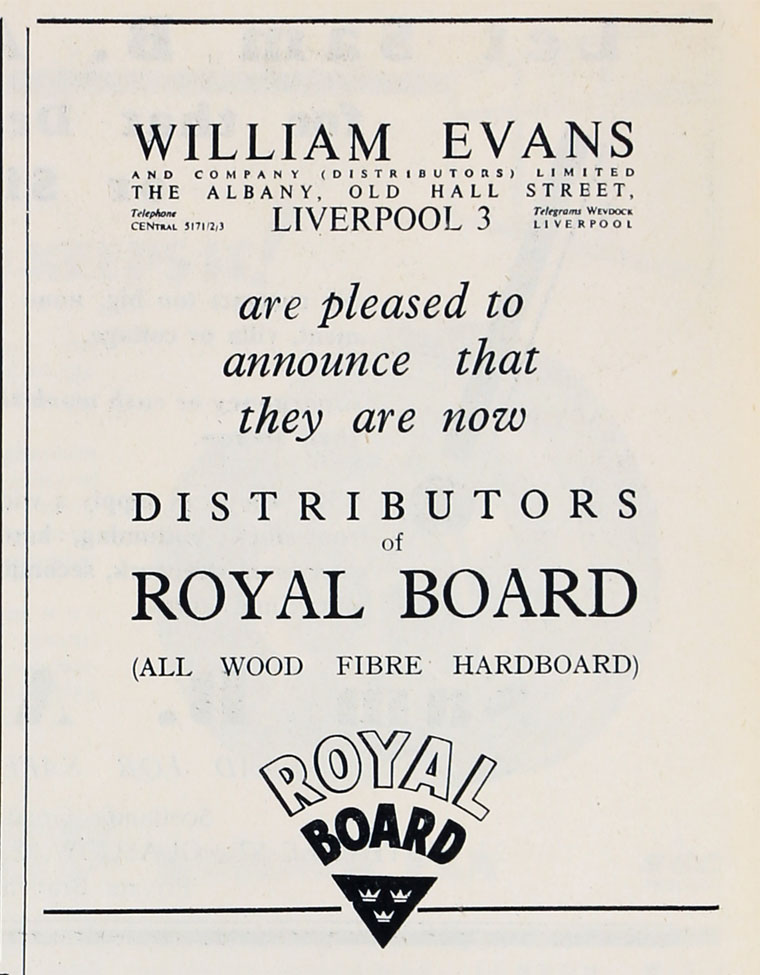 WILLIAM EVANS
AND COMPANY (DISTRIBUTORS) LIMITED
THE ALBANY, OLD HALL STREET,
Telephone
CENTRAL 5171/2/3
LIVERPOOL 3
Telegrams WEVDOCK
LIVERPOOL
are pleased to
announce that
they are now
DISTRIBUTORS
of
ROYAL BOARD
(ALL WOOD FIBRE HARDBOARD)
ROYAL
BOARD